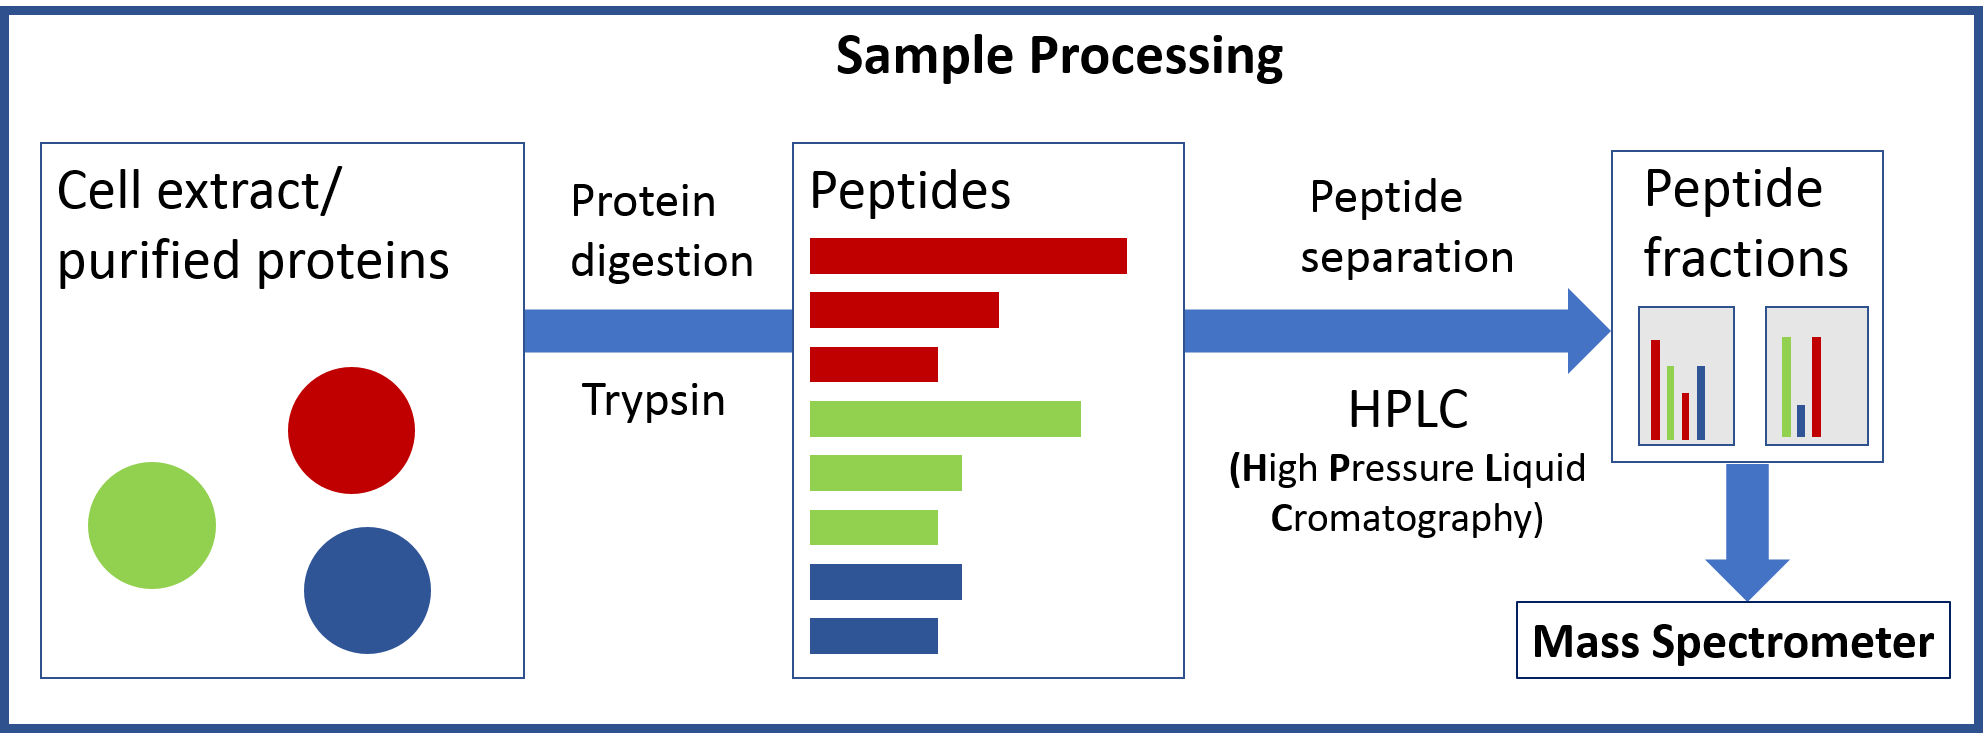 Sample Processing
Cell extract/
purified proteins
Protein
digestion
Trypsin
Peptides
Peptide
separation
HPLC
(High Pressure Liquid
Cromatography)
Peptide
fractions
Mass Spectrometer